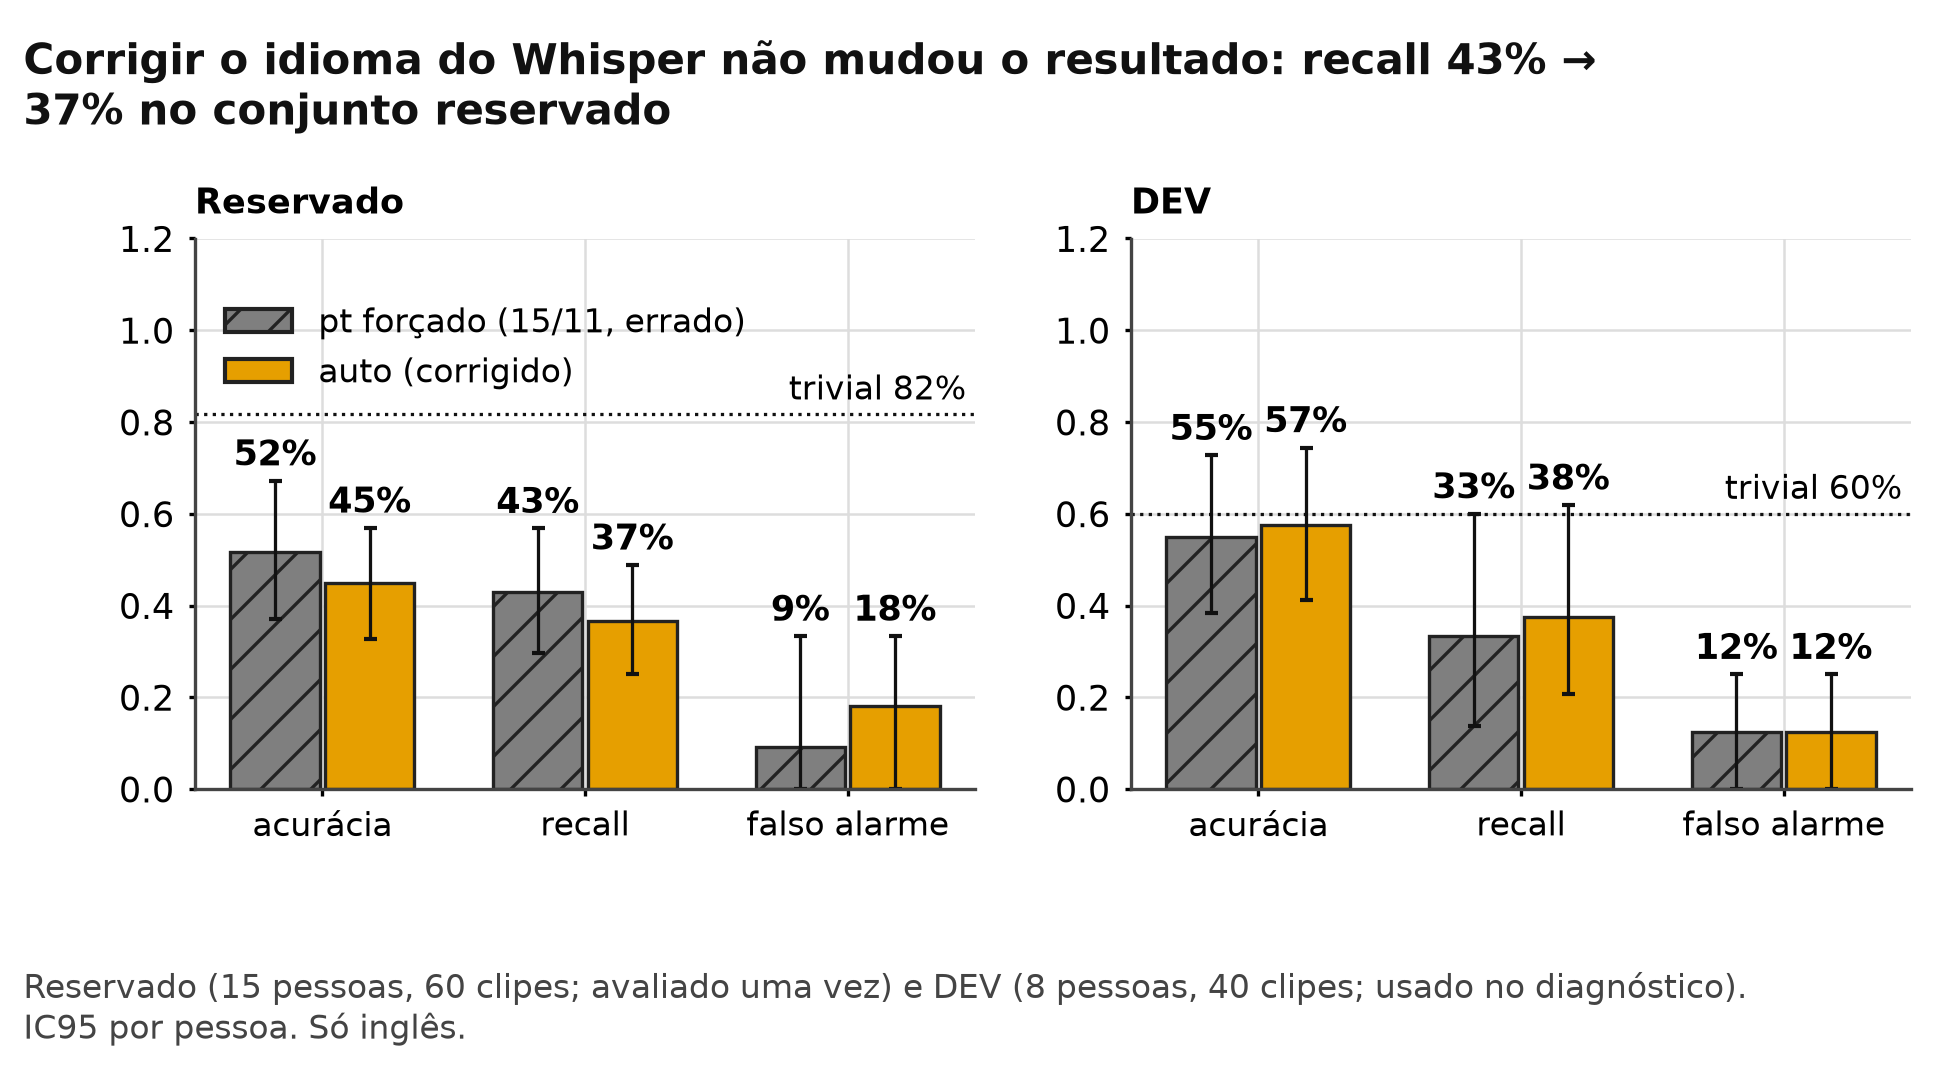 Corrigir o idioma do Whisper não mudou o resultado: recall 43% →
37% no conjunto reservado
Reservado
1.2
1.0
0.8
0.6
0.4
0.2
0.0
pt forçado (15/11, errado)
auto (corrigido)
trivial 82%
52%
45%
43%
37%
9%
18%
acurácia
recall
falso alarme
DEV
1.2
1.0
0.8
0.6
0.4
0.2
0.0
55%
57%
33%
38%
trivial 60%
12%
12%
acurácia
recall
falso alarme
Reservado (15 pessoas, 60 clipes; avaliado uma vez) e DEV (8 pessoas, 40 clipes; usado no diagnóstico).
IC95 por pessoa. Só inglês.